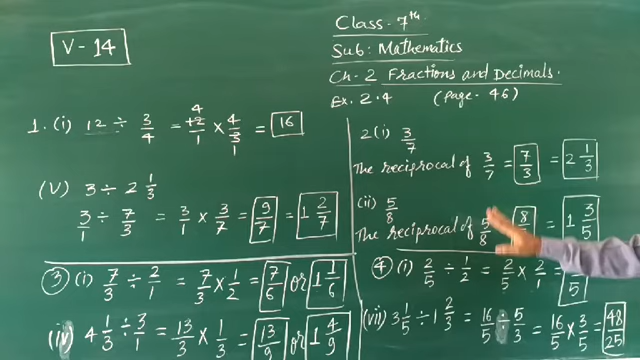 V - 14
Class - 7th
Sub: Mathematics
Ch-2 Fractions and Decimals.
Ex. 2.4 (Page - 46)
1. (i) 12 ÷ 3/4 = 12/1 × 4/3 = 16
4
1
(V) 3 ÷ 2 1/3
3/1 ÷ 7/3 = 3/1 × 3/7 = 9/7 = 1 2/7
③ (i) 7/3 ÷ 2/1 = 7/3 × 1/2 = 7/6 or 1 1/6
(iv) 4 1/3 ÷ 3/1 = 13/3 × 1/3 = 13/9 or 1 4/9
2 (i) 3/7
The reciprocal of 3/7 = 7/3 = 2 1/3
(ii) 5/8
The reciprocal of 5/8 8 = 1 3/5
④ (i) 2/5 ÷ 1/2 = 2/5 × 2/1 = 5
(vii) 3 1/5 ÷ 1 2/3 = 16/5 ÷ 5/3 = 16/5 × 3/5 = 48/25